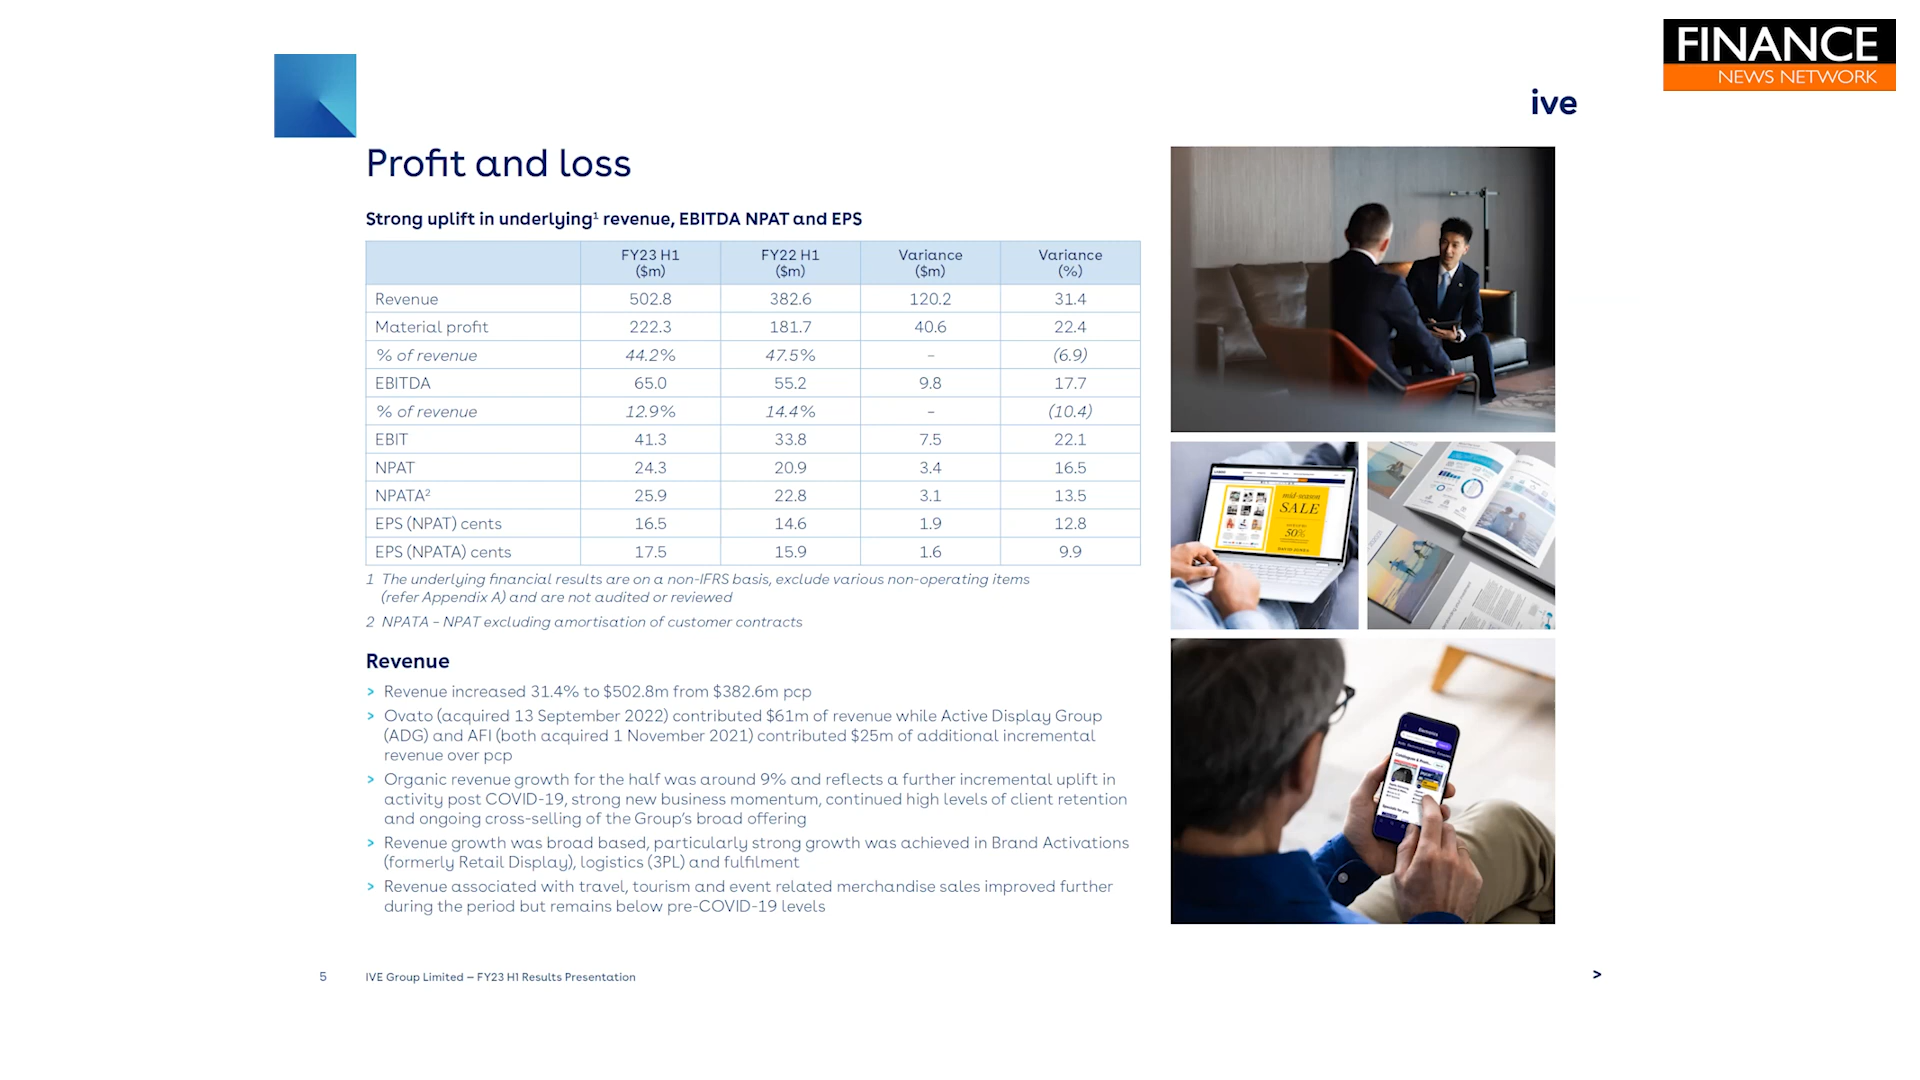 FINANCE
NEWS NETWORK
ive
Profit and loss
Strong uplift in underlying¹ revenue, EBITDA NPAT and EPS
FY23 H1 ($m) FY22 H1 ($m) Variance ($m) Variance (%)
Revenue 502.8 382.6 120.2 31.4
Material profit 222.3 181.7 40.6 22.4
% of revenue 44.2% 47.5% – (6.9)
EBITDA 65.0 55.2 9.8 17.7
% of revenue 12.9% 14.4% – (10.4)
EBIT 41.3 33.8 7.5 22.1
NPAT 24.3 20.9 3.4 16.5
NPATA² 25.9 22.8 3.1 13.5
EPS (NPAT) cents 16.5 14.6 1.9 12.8
EPS (NPATA) cents 17.5 15.9 1.6 9.9
1 The underlying financial results are on a non-IFRS basis, exclude various non-operating items
(refer Appendix A) and are not audited or reviewed
2 NPATA – NPAT excluding amortisation of customer contracts
Revenue
> Revenue increased 31.4% to $502.8m from $382.6m pcp
> Ovato (acquired 13 September 2022) contributed $61m of revenue while Active Display Group
(ADG) and AFI (both acquired 1 November 2021) contributed $25m of additional incremental
revenue over pcp
> Organic revenue growth for the half was around 9% and reflects a further incremental uplift in
activity post COVID-19, strong new business momentum, continued high levels of client retention
and ongoing cross-selling of the Group's broad offering
> Revenue growth was broad based, particularly strong growth was achieved in Brand Activations
(formerly Retail Display), logistics (3PL) and fulfilment
> Revenue associated with travel, tourism and event related merchandise sales improved further
during the period but remains below pre-COVID-19 levels
mid-season
SALE
50%
DAVID JONES
Electronics
5 IVE Group Limited – FY23 H1 Results Presentation
>